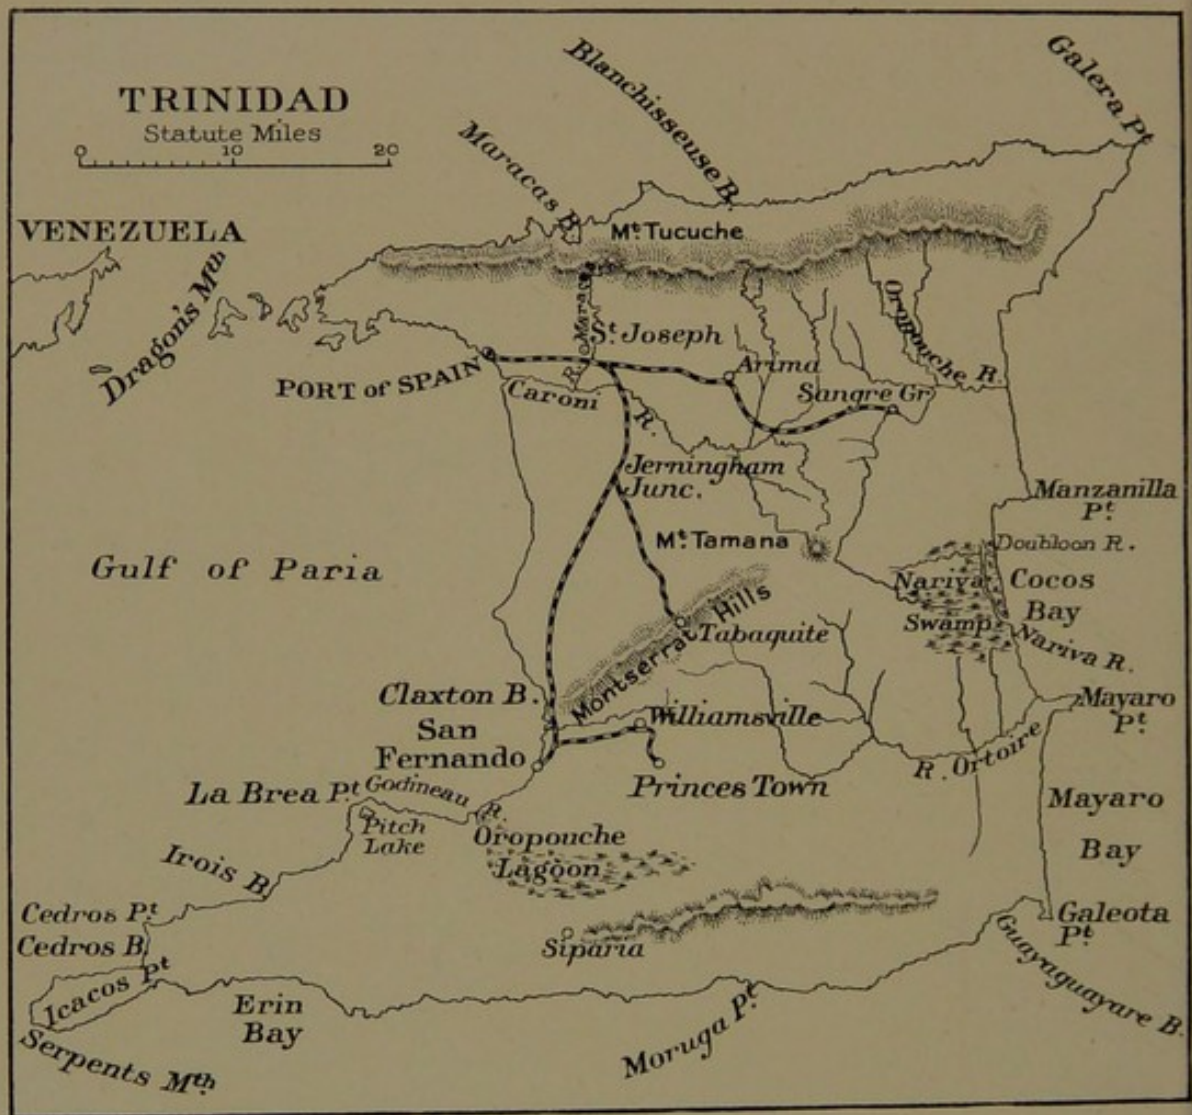 TRINIDAD
Statute Miles
0 10 20
Blanchisseuse B.
Galera Pt
Maracas B.
VENEZUELA
Mt. Tucuche
Dragon's Mth
R. Maracas
St. Joseph
Oropouche R.
PORT of SPAIN
Arima
Caroni
R.
Sangre Gr.
Jerningham
Junc.
Manzanilla
Pt.
Mt. Tamana
Doubloon R.
Gulf of Paria
Nariva
Swamp
Cocos
Bay
Montserrat Hills
Tabaquite
Nariva R.
Claxton B.
San
Fernando
Williamsville
Mayaro
Pt.
R. Ortoire
La Brea Pt
Godineau R.
Princes Town
Mayaro
Bay
Pitch
Lake
Oropouche
Lagoon
Irois B.
Cedros Pt.
Cedros B.
Galeota
Pt.
Siparia
Guayaguayare B.
Icacos Pt
Erin
Bay
Moruga Pt.
Serpents Mth.